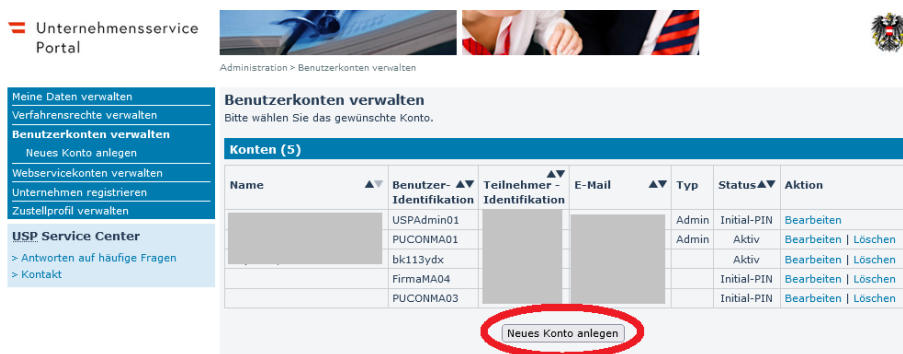 Unternehmensservice
Portal
Administration > Benutzerkonten verwalten
Meine Daten verwalten
Verfahrensrechte verwalten
Benutzerkonten verwalten
Neues Konto anlegen
Webservicekonten verwalten
Unternehmen registrieren
Zustellprofil verwalten
USP Service Center
> Antworten auf häufige Fragen
> Kontakt
Benutzerkonten verwalten
Bitte wählen Sie das gewünschte Konto.
Konten (5)
Name ▲▼ Benutzer- Identifikation ▲▼ Teilnehmer - Identifikation ▲▼ E-Mail ▲▼ Typ Status▲▼ Aktion
USPAdmin01 Admin Initial-PIN Bearbeiten
PUCONMA01 Admin Aktiv Bearbeiten | Löschen
bk113ydx Aktiv Bearbeiten | Löschen
FirmaMA04 Initial-PIN Bearbeiten | Löschen
PUCONMA03 Initial-PIN Bearbeiten | Löschen
Neues Konto anlegen